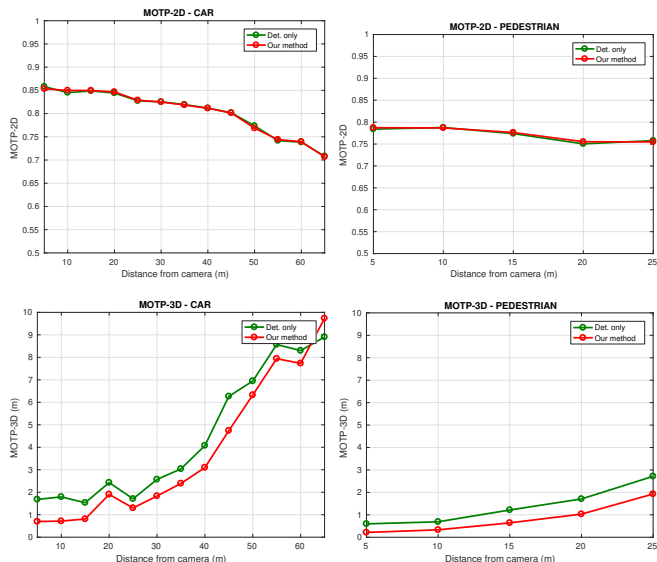 MOTP-2D - CAR
Det. only
Our method
MOTP-2D
1
0.95
0.9
0.85
0.8
0.75
0.7
0.65
0.6
0.55
0.5
10 20 30 40 50 60
Distance from camera (m)
MOTP-2D - PEDESTRIAN
Det. only
Our method
MOTP-2D
1
0.95
0.9
0.85
0.8
0.75
0.7
0.65
0.6
0.55
0.5
5 10 15 20 25
Distance from camera (m)
MOTP-3D - CAR
Det. only
Our method
MOTP-3D (m)
10
9
8
7
6
5
4
3
2
1
0
10 20 30 40 50 60
Distance from camera (m)
MOTP-3D - PEDESTRIAN
Det. only
Our method
MOTP-3D (m)
10
9
8
7
6
5
4
3
2
1
0
5 10 15 20 25
Distance from camera (m)